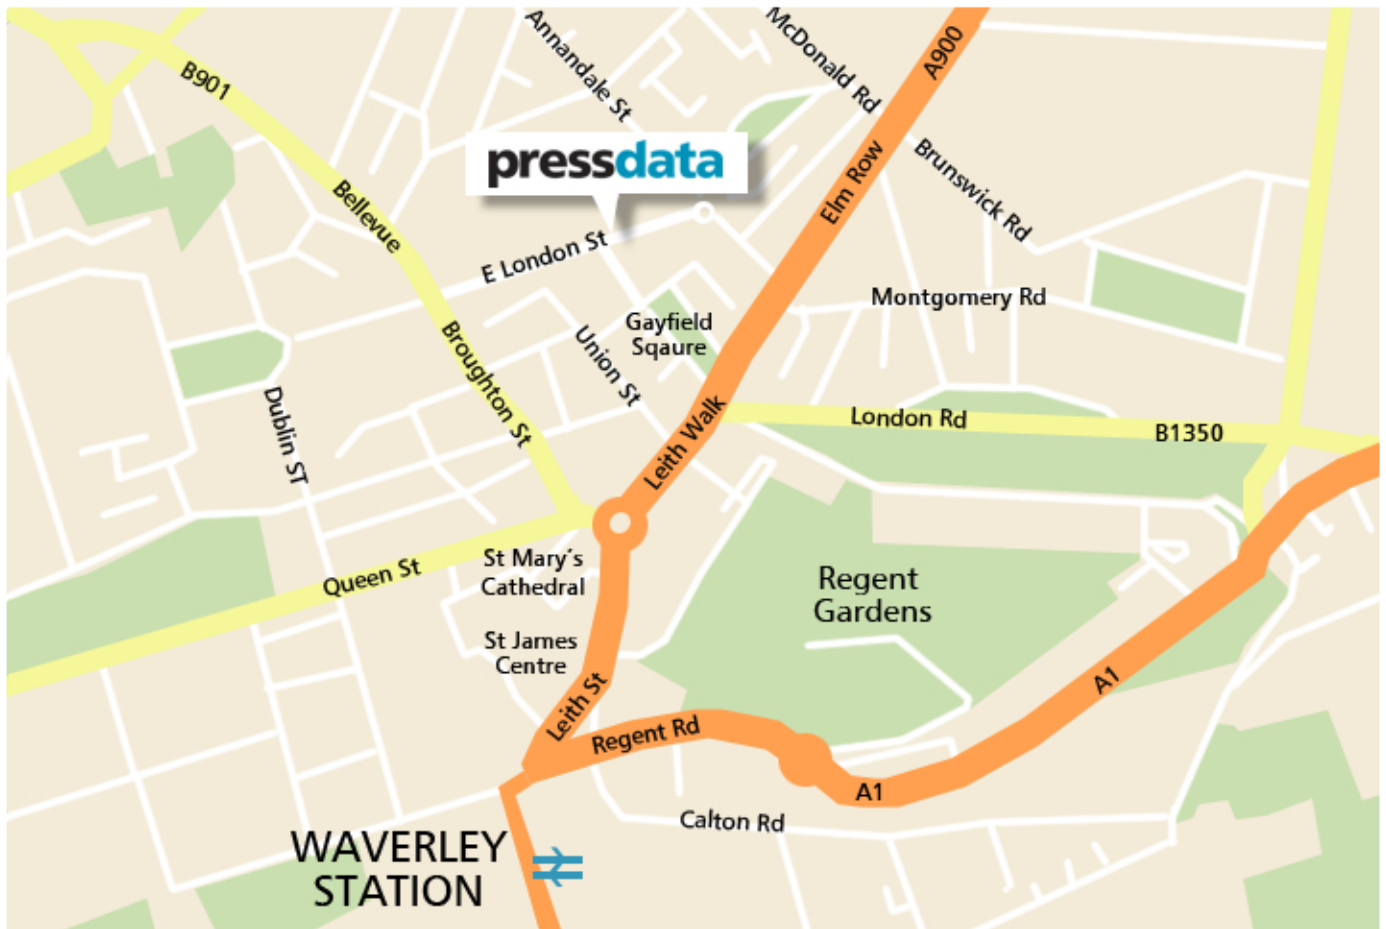 A900
McDonald Rd
Annandale St
B901
pressdata
Elm Row
Brunswick Rd
Bellevue
E London St
Montgomery Rd
Gayfield
Sqaure
Union St
Broughton St
Dublin ST
Leith Walk
London Rd
B1350
Queen St
St Mary´s
Cathedral
Regent
Gardens
St James
Centre
Leith St
Regent Rd
A1
A1
Calton Rd
WAVERLEY
STATION